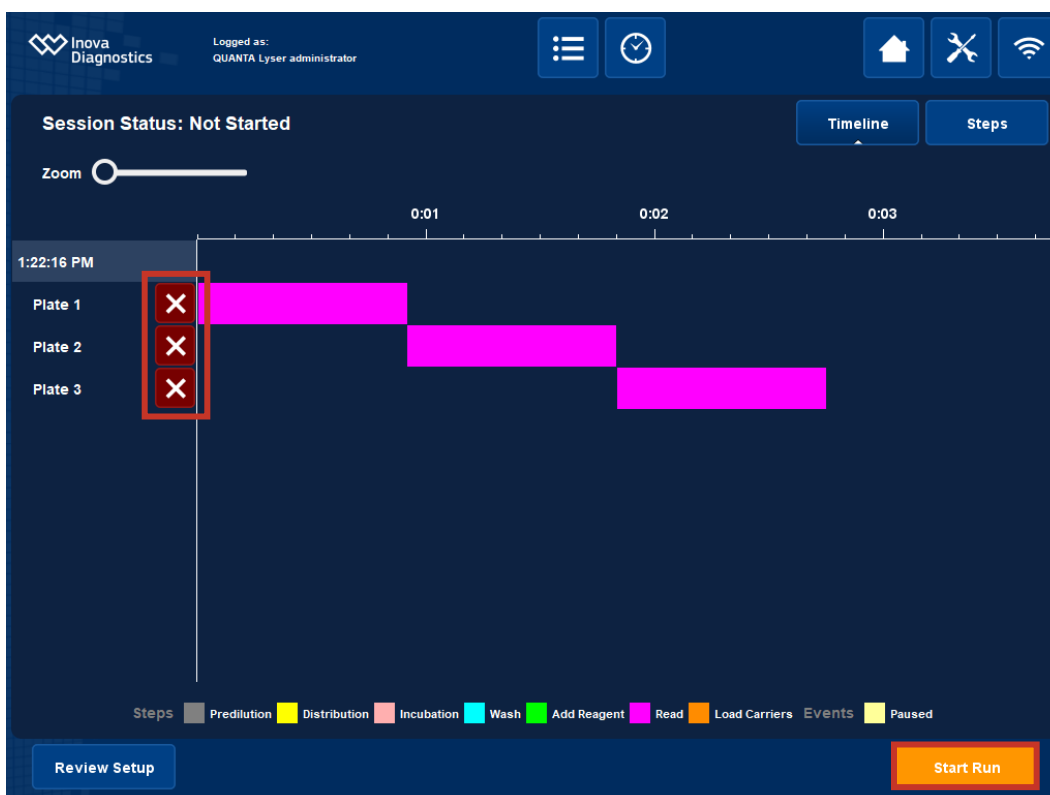 Inova
Diagnostics
Logged as:
QUANTA Lyser administrator
Session Status: Not Started
Timeline
Steps
Zoom
0:01 0:02 0:03
1:22:16 PM
Plate 1
Plate 2
Plate 3
Steps Predilution Distribution Incubation Wash Add Reagent Read Load Carriers Events Paused
Review Setup
Start Run